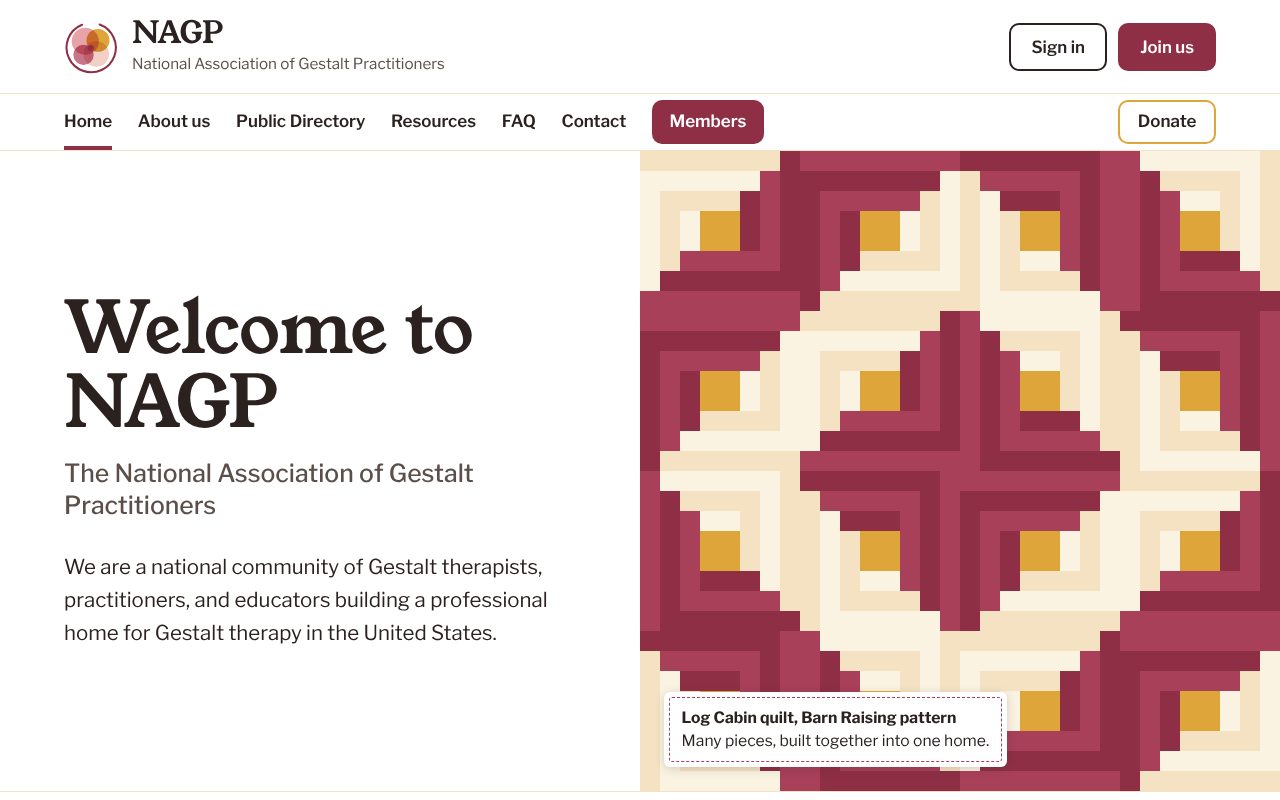 NAGP
National Association of Gestalt Practitioners
Sign in
Join us
Home
About us
Public Directory
Resources
FAQ
Contact
Members
Donate
Welcome to
NAGP
The National Association of Gestalt
Practitioners
We are a national community of Gestalt therapists,
practitioners, and educators building a professional
home for Gestalt therapy in the United States.
Log Cabin quilt, Barn Raising pattern
Many pieces, built together into one home.